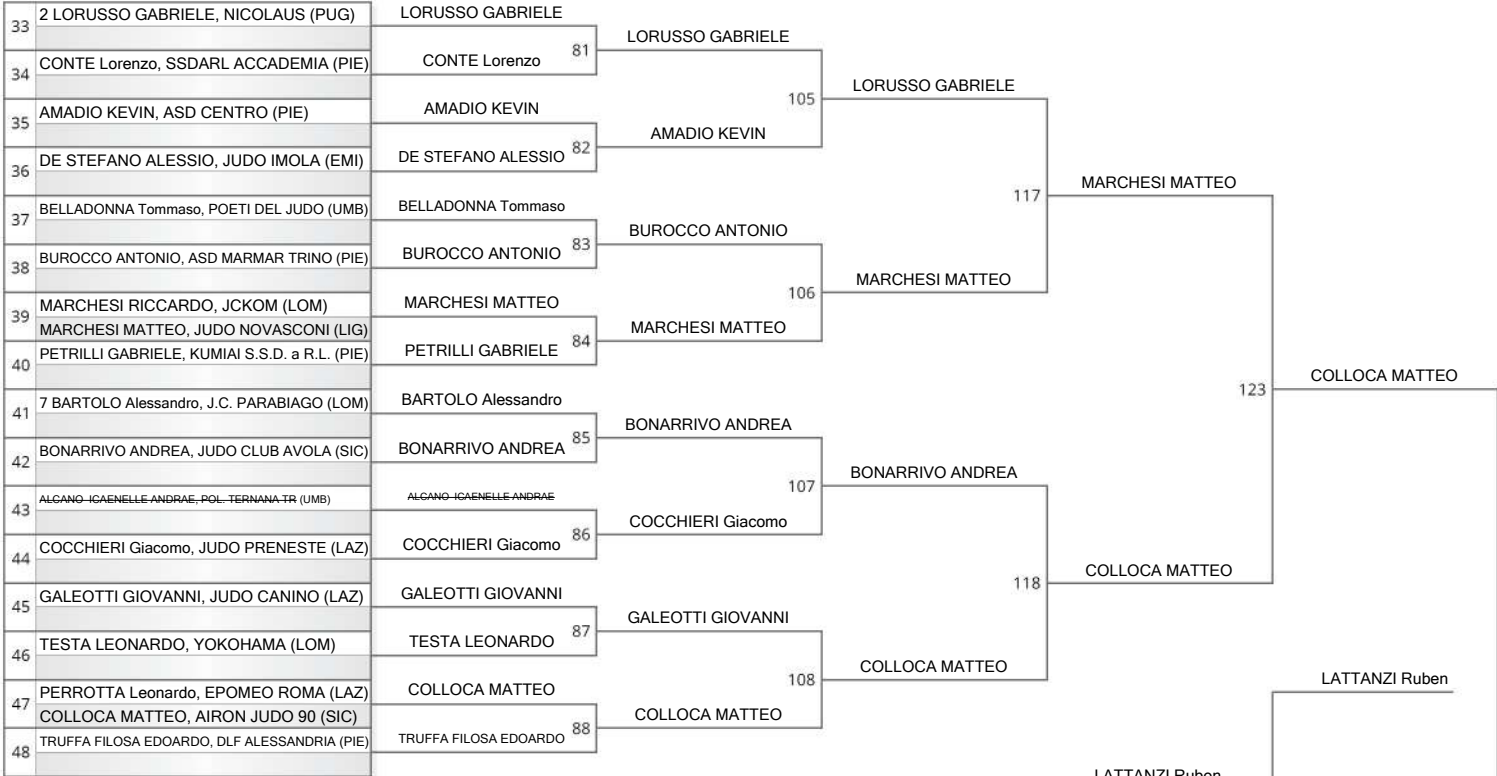 33
2 LORUSSO GABRIELE, NICOLAUS (PUG)
34
CONTE Lorenzo, SSDARL ACCADEMIA (PIE)
35
AMADIO KEVIN, ASD CENTRO (PIE)
36
DE STEFANO ALESSIO, JUDO IMOLA (EMI)
37
BELLADONNA Tommaso, POETI DEL JUDO (UMB)
38
BUROCCO ANTONIO, ASD MARMAR TRINO (PIE)
39
MARCHESI RICCARDO, JCKOM (LOM)
MARCHESI MATTEO, JUDO NOVASCONI (LIG)
40
PETRILLI GABRIELE, KUMIAI S.S.D. a R.L. (PIE)
41
7 BARTOLO Alessandro, J.C. PARABIAGO (LOM)
42
BONARRIVO ANDREA, JUDO CLUB AVOLA (SIC)
43
ALCANO ICAENELLE ANDRAE, POL. TERNANA TR (UMB)
44
COCCHIERI Giacomo, JUDO PRENESTE (LAZ)
45
GALEOTTI GIOVANNI, JUDO CANINO (LAZ)
46
TESTA LEONARDO, YOKOHAMA (LOM)
47
PERROTTA Leonardo, EPOMEO ROMA (LAZ)
COLLOCA MATTEO, AIRON JUDO 90 (SIC)
48
TRUFFA FILOSA EDOARDO, DLF ALESSANDRIA (PIE)
LORUSSO GABRIELE
81
CONTE Lorenzo
AMADIO KEVIN
82
DE STEFANO ALESSIO
BELLADONNA Tommaso
83
BUROCCO ANTONIO
MARCHESI MATTEO
84
PETRILLI GABRIELE
BARTOLO Alessandro
85
BONARRIVO ANDREA
ALCANO ICAENELLE ANDRAE
86
COCCHIERI Giacomo
GALEOTTI GIOVANNI
87
TESTA LEONARDO
COLLOCA MATTEO
88
TRUFFA FILOSA EDOARDO
LORUSSO GABRIELE
105
AMADIO KEVIN
BUROCCO ANTONIO
106
MARCHESI MATTEO
BONARRIVO ANDREA
107
COCCHIERI Giacomo
GALEOTTI GIOVANNI
108
COLLOCA MATTEO
LORUSSO GABRIELE
117
MARCHESI MATTEO
BONARRIVO ANDREA
118
COLLOCA MATTEO
MARCHESI MATTEO
123
COLLOCA MATTEO
COLLOCA MATTEO
LATTANZI Ruben
LATTANZI Ruben